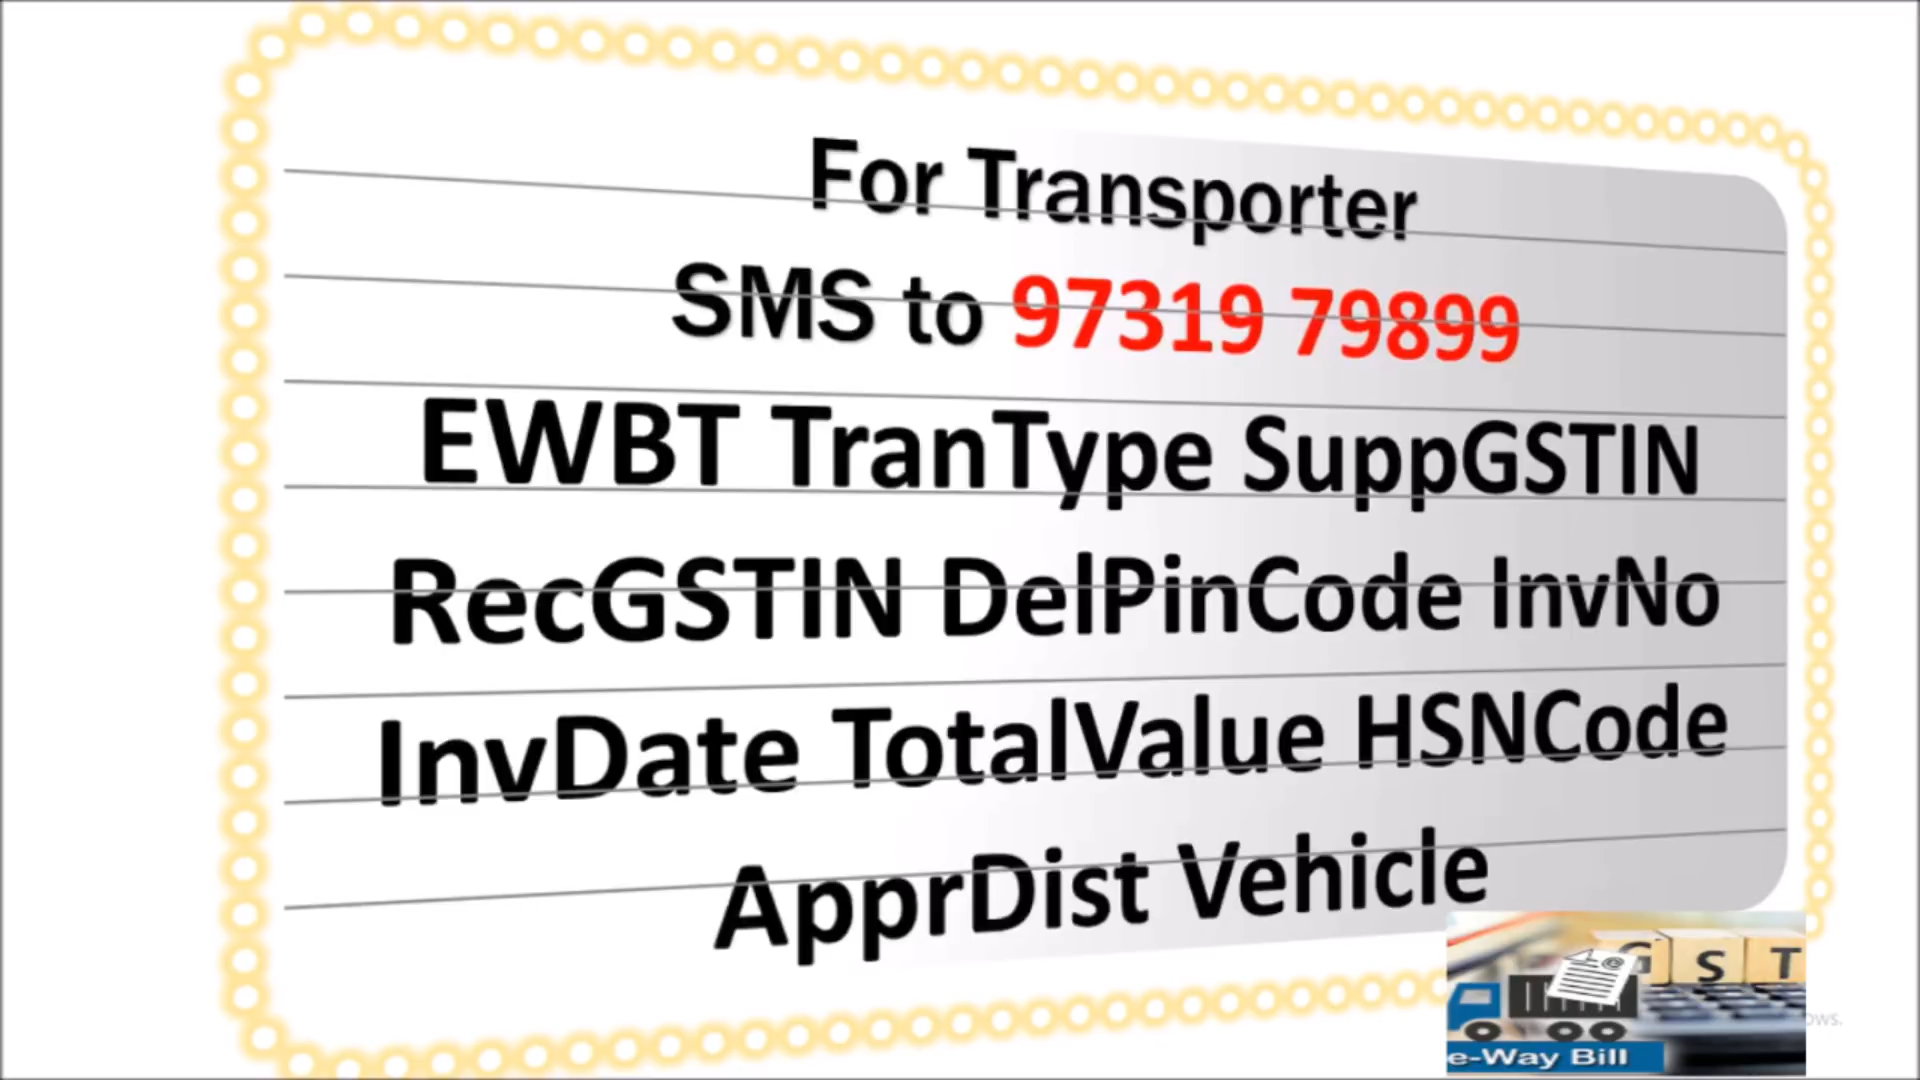 For Transporter
SMS to 97319 79899
EWBT TranType SuppGSTIN
RecGSTIN DelPinCode InvNo
InvDate TotalValue HSNCode
ApprDist Vehicle
G S T
e-Way Bill